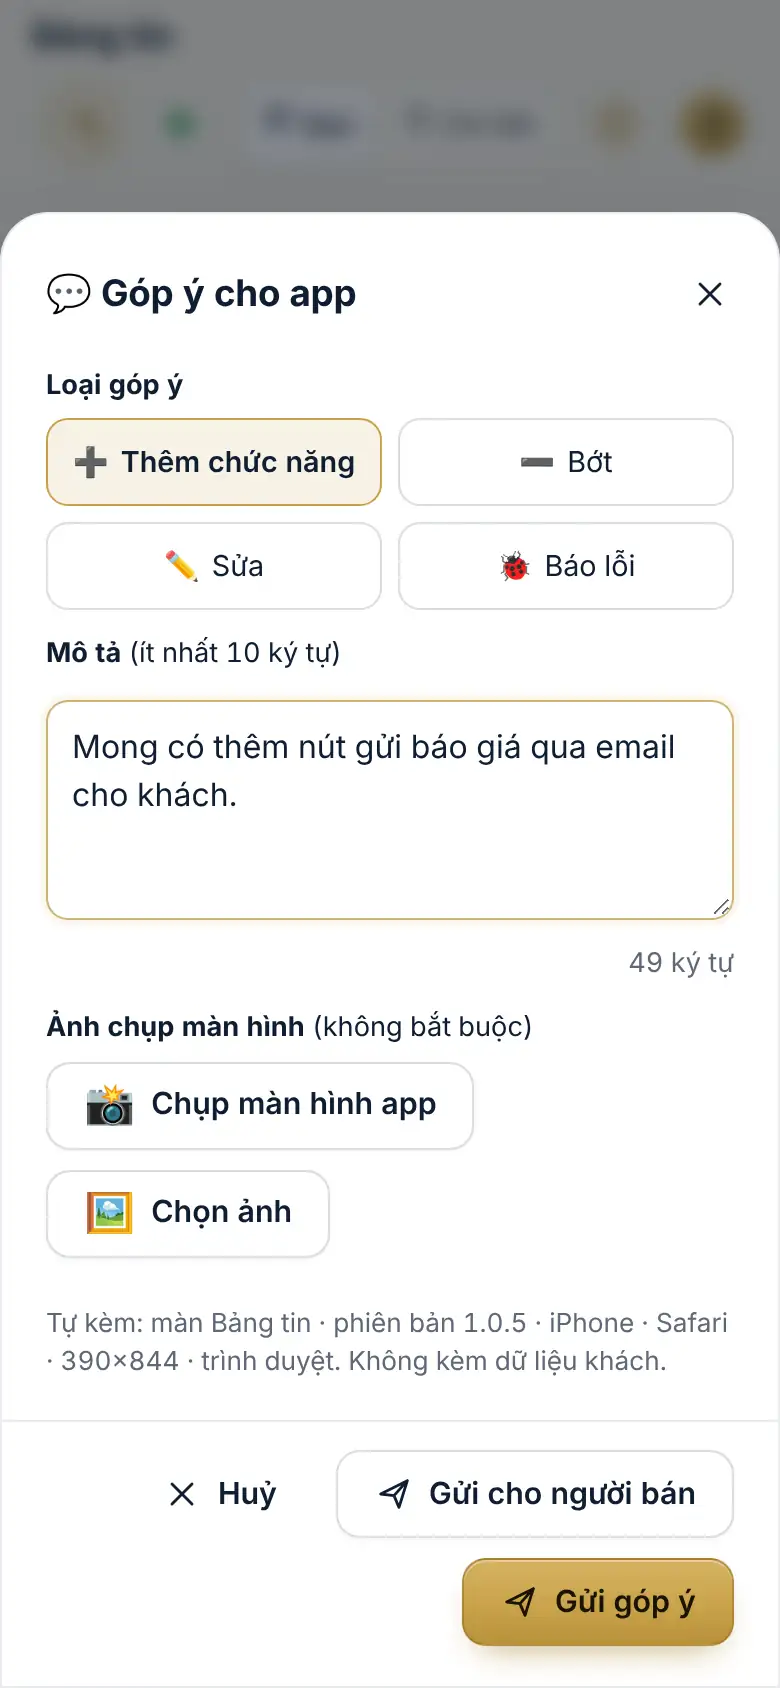 Góp ý cho app
Loại góp ý
Thêm chức năng
Bớt
Sửa
Báo lỗi
Mô tả (ít nhất 10 ký tự)
Mong có thêm nút gửi báo giá qua email
cho khách.
49 ký tự
Ảnh chụp màn hình (không bắt buộc)
Chụp màn hình app
Chọn ảnh
Tự kèm: màn Bảng tin · phiên bản 1.0.5 · iPhone · Safari
· 390×844 · trình duyệt. Không kèm dữ liệu khách.
Huỷ
Gửi cho người bán
Gửi góp ý